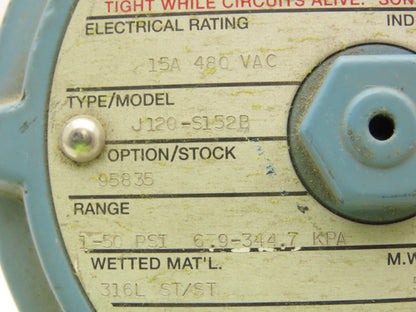 TIGHT WHILE CIRCUITS ALIVE.
ELECTRICAL RATING IND
15A 480 VAC
TYPE/MODEL
J120-S152B
OPTION/STOCK
95835
RANGE
1-50 PSI 6.9-344.7 KPA
WETTED MAT'L. M.W
316L ST/ST